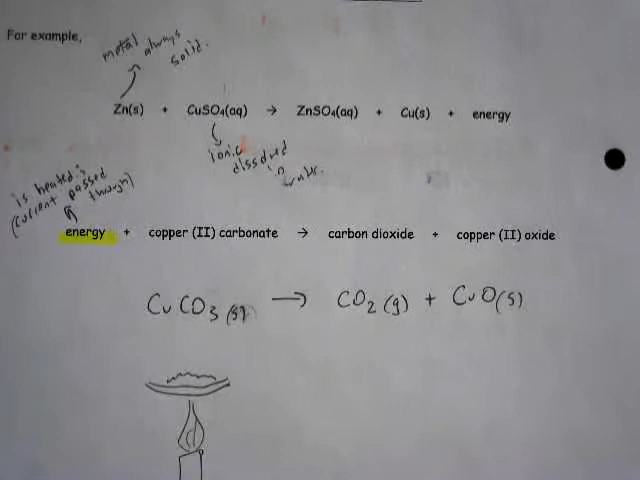 For example,
metal always
solid.
Zn(s) + CuSO₄(aq) → ZnSO₄(aq) + Cu(s) + energy
ionic
dissolved
in
water.
is heated
(current passed
through)
energy + copper (II) carbonate → carbon dioxide + copper (II) oxide
CuCO₃(s) → CO₂(g) + CuO(s)